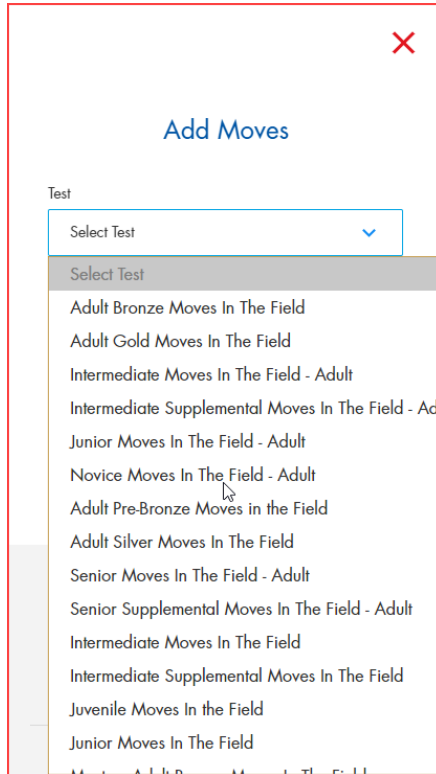 Add Moves
Test
Select Test
Select Test
Adult Bronze Moves In The Field
Adult Gold Moves In The Field
Intermediate Moves In The Field - Adult
Intermediate Supplemental Moves In The Field - Ad
Junior Moves In The Field - Adult
Novice Moves In The Field - Adult
Adult Pre-Bronze Moves in the Field
Adult Silver Moves In The Field
Senior Moves In The Field - Adult
Senior Supplemental Moves In The Field - Adult
Intermediate Moves In The Field
Intermediate Supplemental Moves In The Field
Juvenile Moves In the Field
Junior Moves In The Field